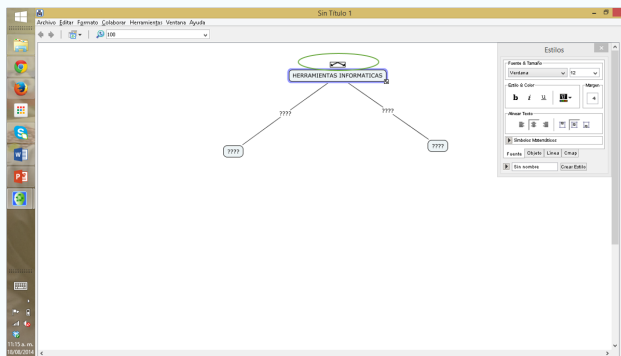 Sin Título 1
Archivo Editar Formato Colaborar Herramientas Ventana Ayuda
100
HERRAMIENTAS INFORMATICAS
????
????
????
????
Estilos
Fuente & Tamaño
Verdana
12
Estilo & Color
Margen
b i U
Alinear Texto
Símbolos Matemáticos
Fuente Objeto Línea Cmap
Sin nombre
Crear Estilo
11:15 a. m.
18/08/2014